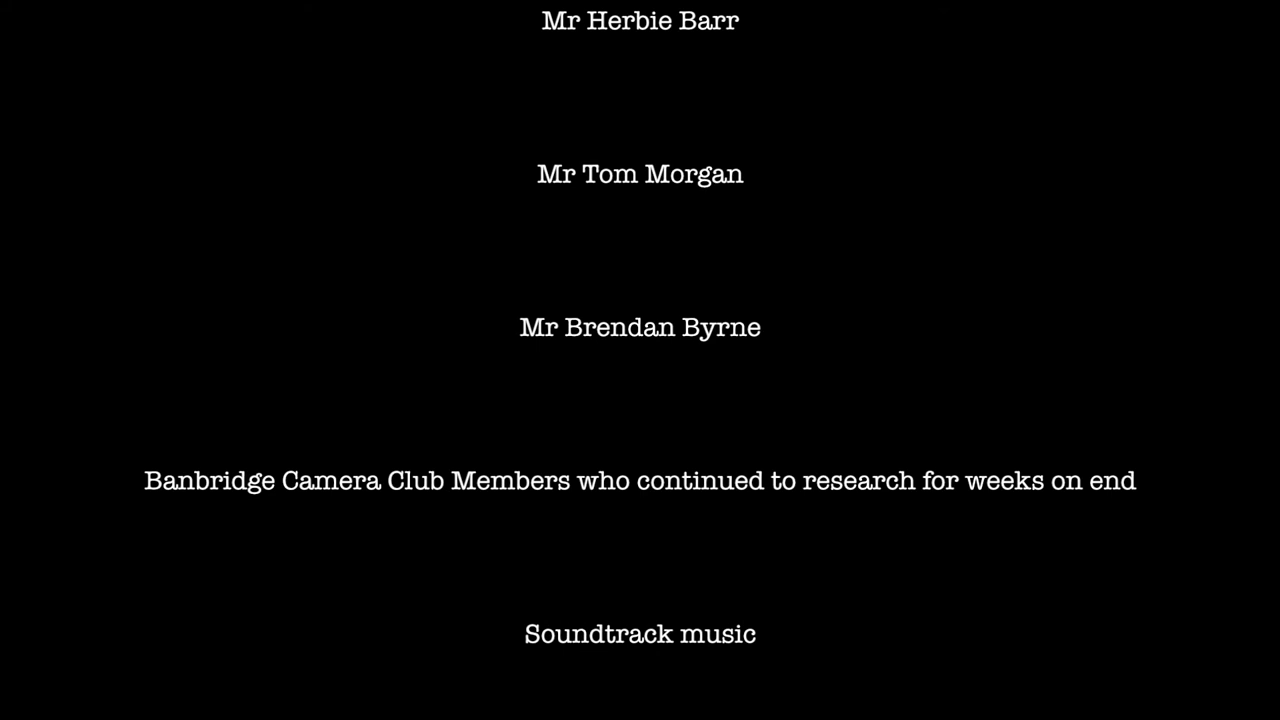 Mr Herbie Barr
Mr Tom Morgan
Mr Brendan Byrne
Banbridge Camera Club Members who continued to research for weeks on end
Soundtrack music